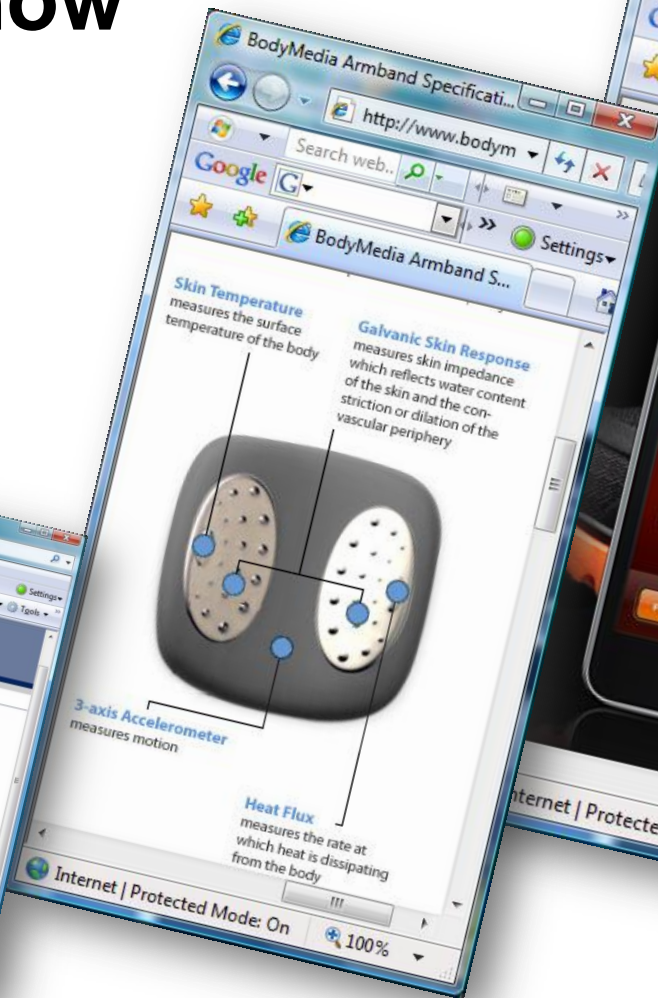 now
BodyMedia Armband Specificati...
http://www.bodym
Search web..
Google G
Settings
BodyMedia Armband S...
Skin Temperature
measures the surface
temperature of the body
Galvanic Skin Response
measures skin impedance
which reflects water content
of the skin and the con-
striction or dilation of the
vascular periphery
3-axis Accelerometer
measures motion
Heat Flux
measures the rate at
which heat is dissipating
from the body
Internet | Protected Mode: On
100%
Settings
Tools
nternet | Protecte